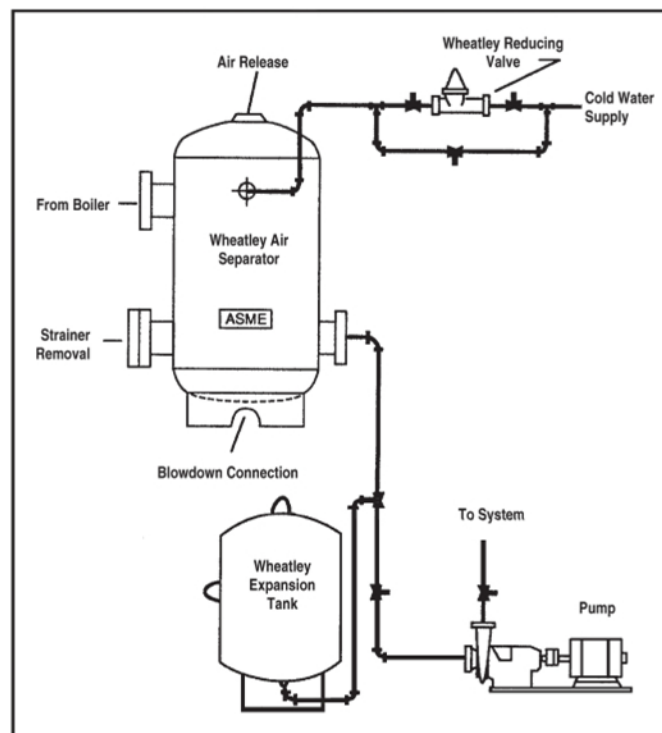 Wheatley Reducing
Valve
Air Release
Cold Water
Supply
From Boiler
Wheatley Air
Separator
ASME
Strainer
Removal
Blowdown Connection
To System
Wheatley
Expansion
Tank
Pump